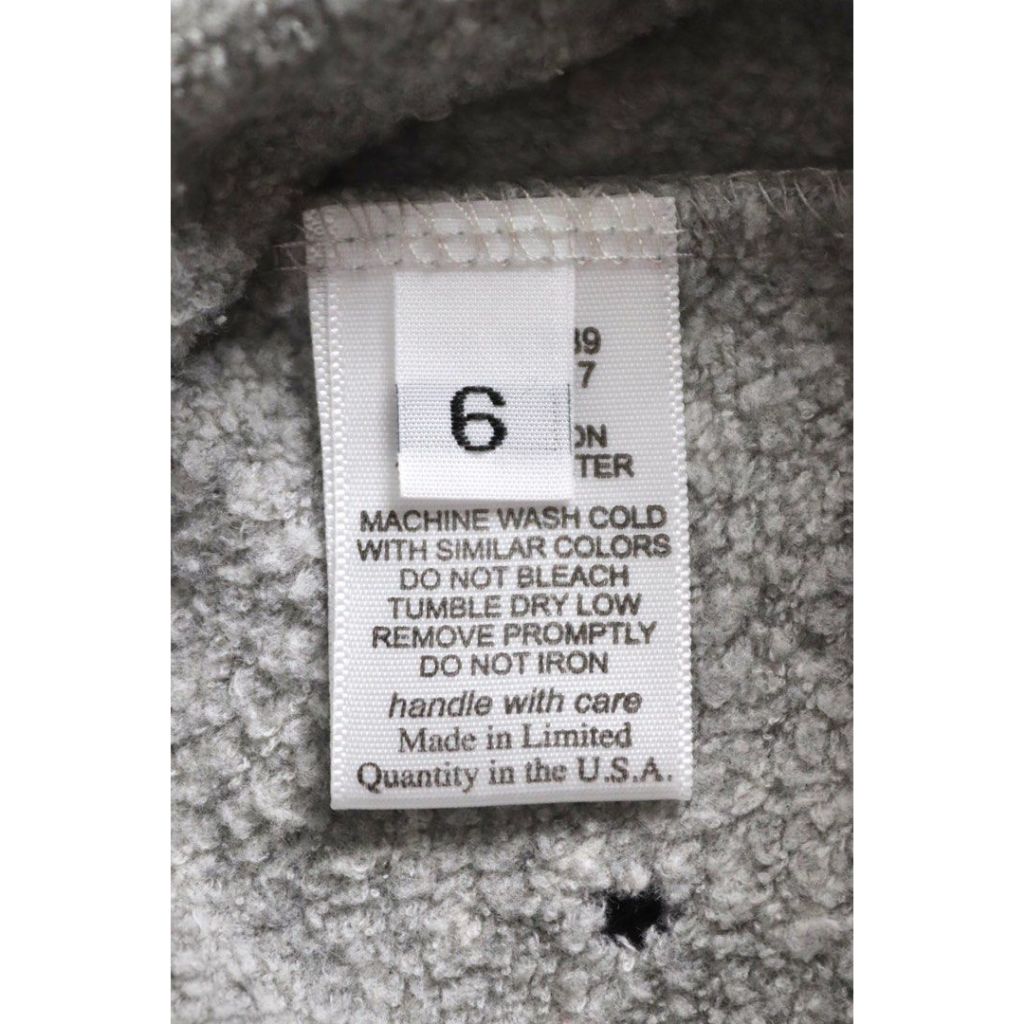 6
7
MACHINE WASH COLD
WITH SIMILAR COLORS
DO NOT BLEACH
TUMBLE DRY LOW
REMOVE PROMPTLY
DO NOT IRON
handle with care
Made in Limited
Quantity in the U.S.A.